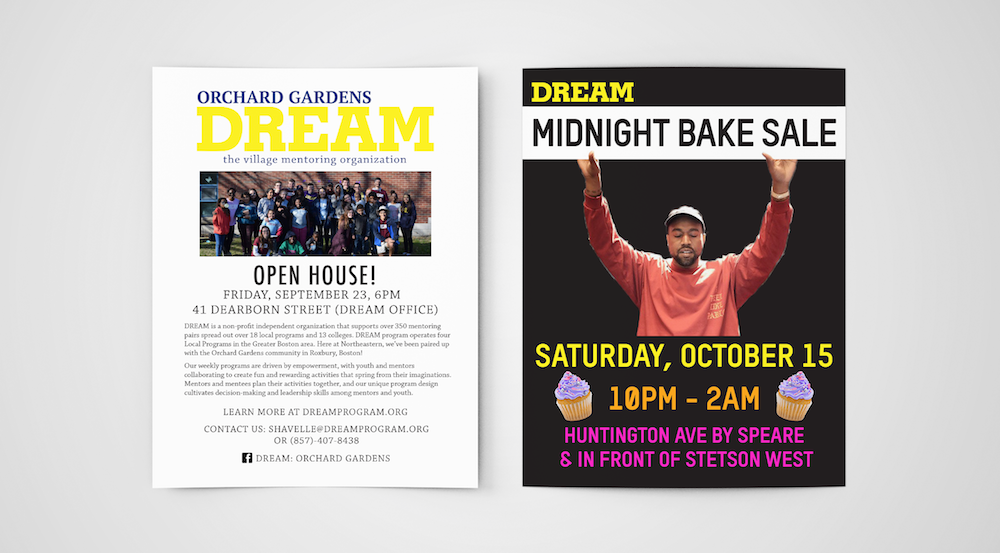 ORCHARD GARDENS
DREAM
the village mentoring organization
OPEN HOUSE!
FRIDAY, SEPTEMBER 23, 6PM
41 DEARBORN STREET (DREAM OFFICE)
DREAM is a non-profit independent organization that supports over 350 mentoring
pairs spread out over 18 local programs and 13 colleges. DREAM program operates four
Local Programs in the Greater Boston area. Here at Northeastern, we've been paired up
with the Orchard Gardens community in Roxbury, Boston!
Our weekly programs are driven by empowerment, with youth and mentors
collaborating to create fun and rewarding activities that spring from their imaginations.
Mentors and mentees plan their activities together, and our unique program design
cultivates decision-making and leadership skills among mentors and youth.
LEARN MORE AT DREAMPROGRAM.ORG
CONTACT US: SHAVELLE@DREAMPROGRAM.ORG
OR (857)-407-8438
DREAM: ORCHARD GARDENS
DREAM
MIDNIGHT BAKE SALE
SATURDAY, OCTOBER 15
10PM - 2AM
HUNTINGTON AVE BY SPEARE
& IN FRONT OF STETSON WEST